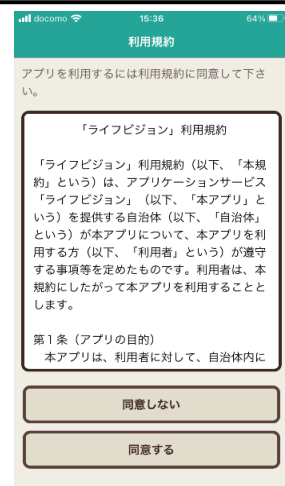 docomo 15:36 64%
利用規約
アプリを利用するには利用規約に同意して下さ
い。
「ライフビジョン」利用規約
「ライフビジョン」利用規約（以下、「本規
約」という）は、アプリケーションサービス
「ライフビジョン」（以下、「本アプリ」と
いう）を提供する自治体（以下、「自治体」
という）が本アプリについて、本アプリを利
用する方（以下、「利用者」という）が遵守
する事項等を定めたものです。利用者は、本
規約にしたがって本アプリを利用することと
します。
第１条（アプリの目的）
本アプリは、利用者に対して、自治体内に
同意しない
同意する